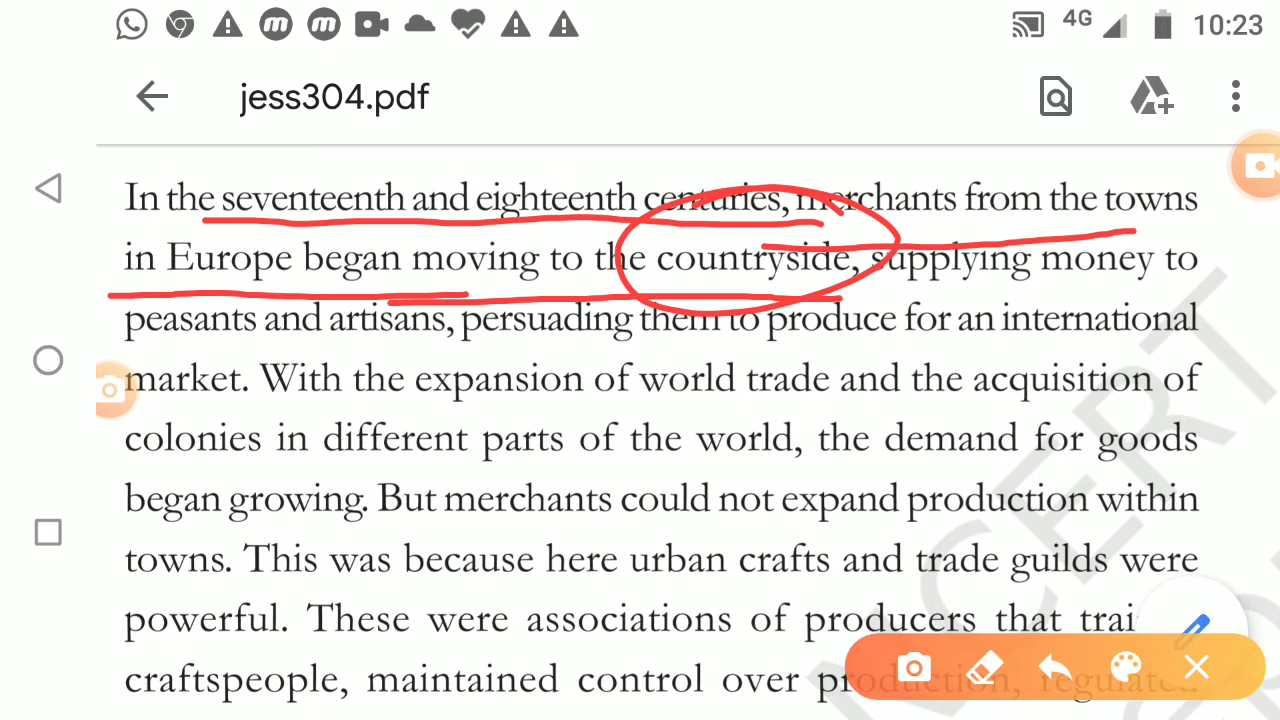 4G 10:23
jess304.pdf
In the seventeenth and eighteenth centuries, merchants from the towns
in Europe began moving to the countryside, supplying money to
peasants and artisans, persuading them to produce for an international
market. With the expansion of world trade and the acquisition of
colonies in different parts of the world, the demand for goods
began growing. But merchants could not expand production within
towns. This was because here urban crafts and trade guilds were
powerful. These were associations of producers that
craftspeople, maintained control over production, regulated
NCERT